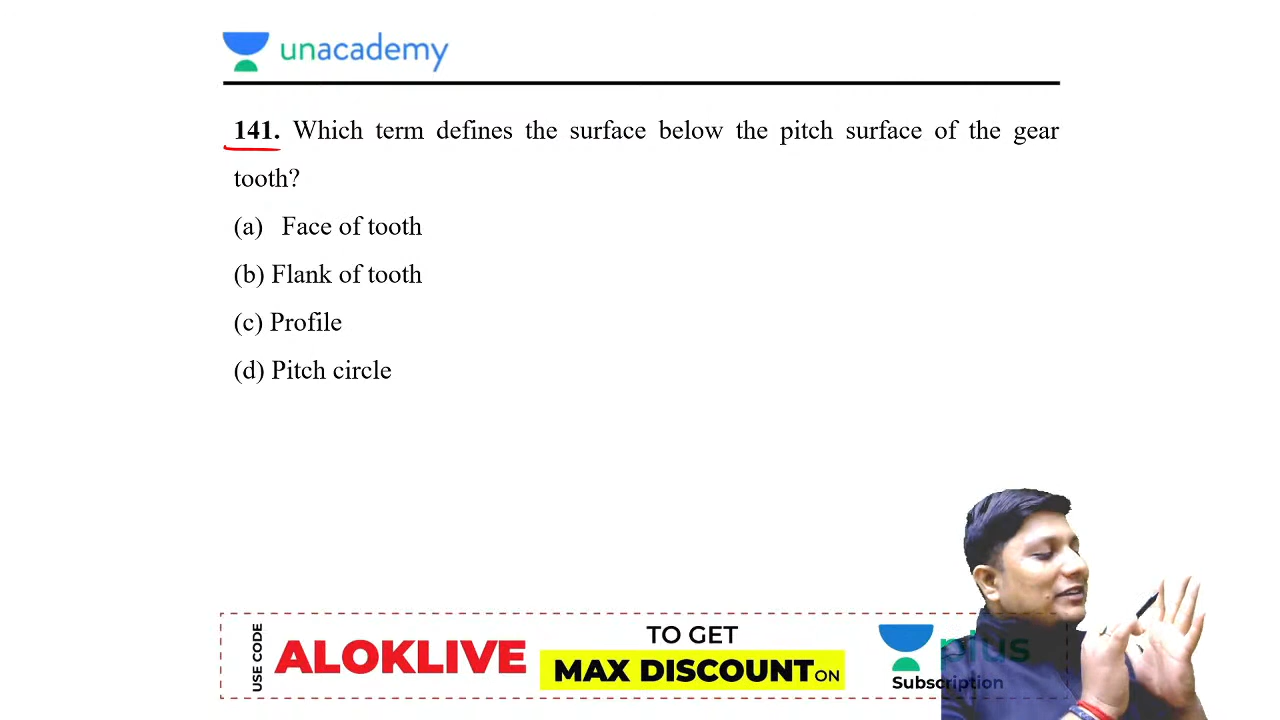 unacademy
141. Which term defines the surface below the pitch surface of the gear
tooth?
(a) Face of tooth
(b) Flank of tooth
(c) Profile
(d) Pitch circle
USE CODE
ALOKLIVE
TO GET
MAX DISCOUNT ON
plus
Subscription